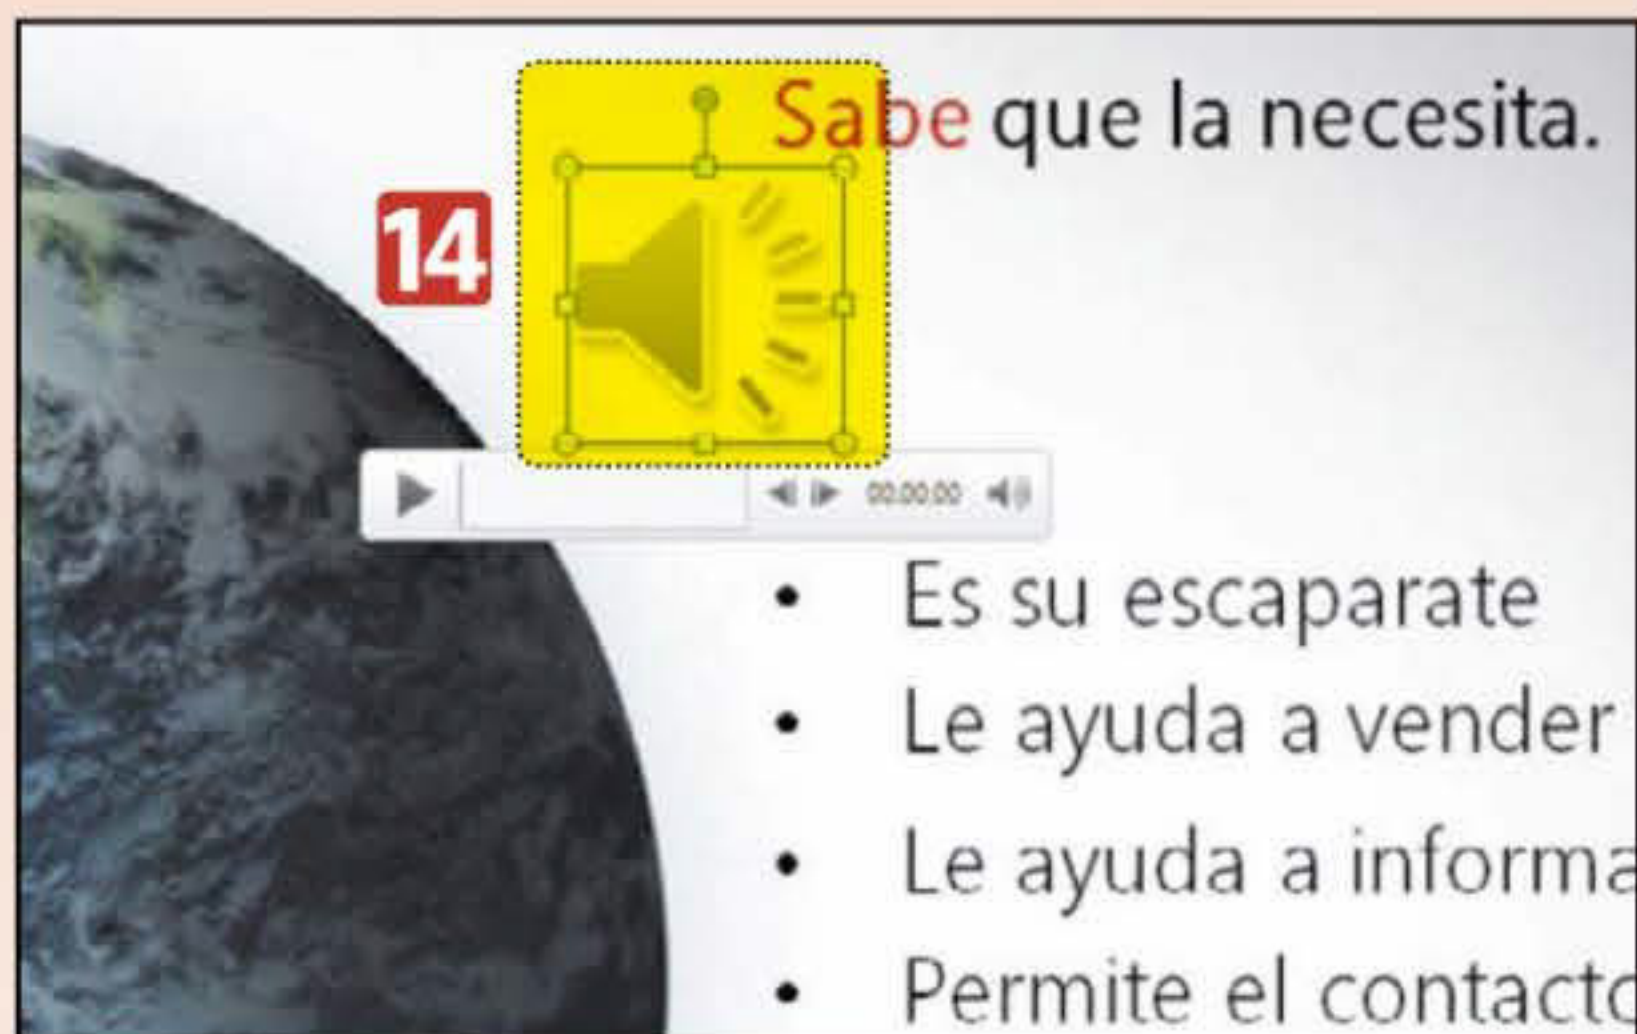 Sabe que la necesita.
14
00:00:00
• Es su escaparate
• Le ayuda a vender
• Le ayuda a informa
• Permite el contacto